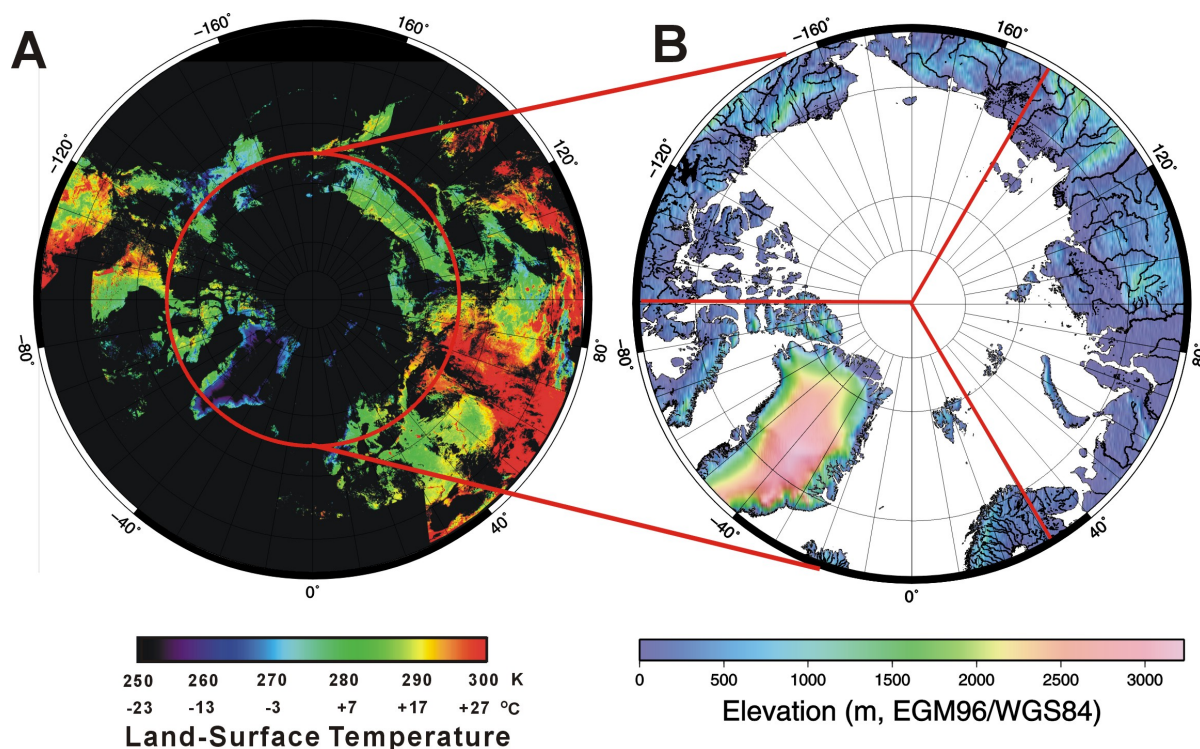 A
B
160˚
-160˚
120˚
-120˚
80˚
-80˚
40˚
-40˚
0˚
160˚
-160˚
120˚
-120˚
80˚
-80˚
40˚
-40˚
0˚
250 260 270 280 290 300 K
-23 -13 -3 +7 +17 +27 ºC
Land-Surface Temperature
0 500 1000 1500 2000 2500 3000
Elevation (m, EGM96/WGS84)